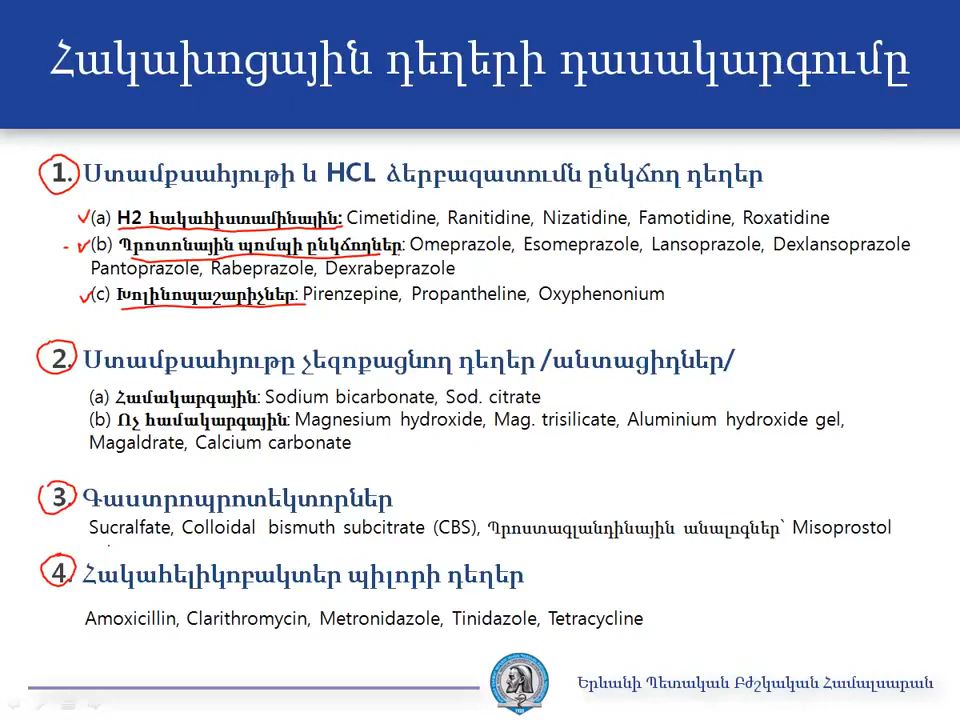 Հակախոցային դեղերի դասակարգումը
1. Ստամքսահյութի և HCL ձերբազատումն ընկճող դեղեր
(a) H2 հակահիստամինային: Cimetidine, Ranitidine, Nizatidine, Famotidine, Roxatidine
(b) Պրոտոնային պոմպի ընկճողներ: Omeprazole, Esomeprazole, Lansoprazole, Dexlansoprazole
Pantoprazole, Rabeprazole, Dexrabeprazole
(c) Խոլինոպաշարիչներ: Pirenzepine, Propantheline, Oxyphenonium
2. Ստամքսահյութը չեզոքացնող դեղեր /անտացիդներ/
(a) Համակարգային: Sodium bicarbonate, Sod. citrate
(b) Ոչ համակարգային: Magnesium hydroxide, Mag. trisilicate, Aluminium hydroxide gel,
Magaldrate, Calcium carbonate
3. Գաստրոպրոտեկտորներ
Sucralfate, Colloidal bismuth subcitrate (CBS), Պրոստագլանդինային անալոգներ՝ Misoprostol
4. Հակահելիկոբակտեր պիլորի դեղեր
Amoxicillin, Clarithromycin, Metronidazole, Tinidazole, Tetracycline
Երևանի Պետական Բժշկական Համալսարան